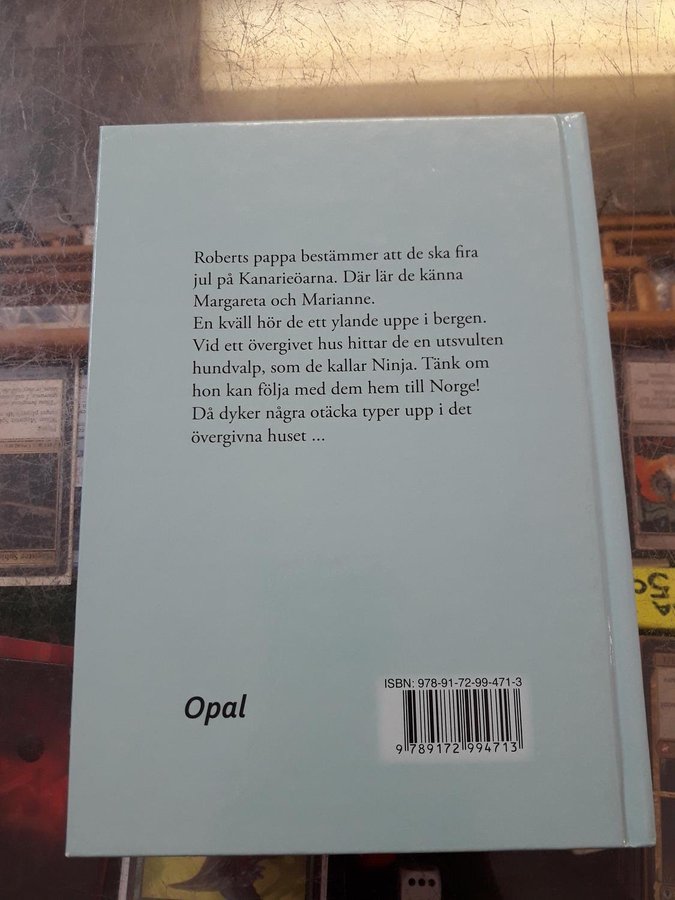 Roberts pappa bestämmer att de ska fira
jul på Kanarieöarna. Där lär de känna
Margareta och Marianne.
En kväll hör de ett ylande uppe i bergen.
Vid ett övergivet hus hittar de en utsvulten
hundvalp, som de kallar Ninja. Tänk om
hon kan följa med dem hem till Norge!
Då dyker några otäcka typer upp i det
övergivna huset ...
Opal
ISBN: 978-91-72-99-471-3
9 789172 994713